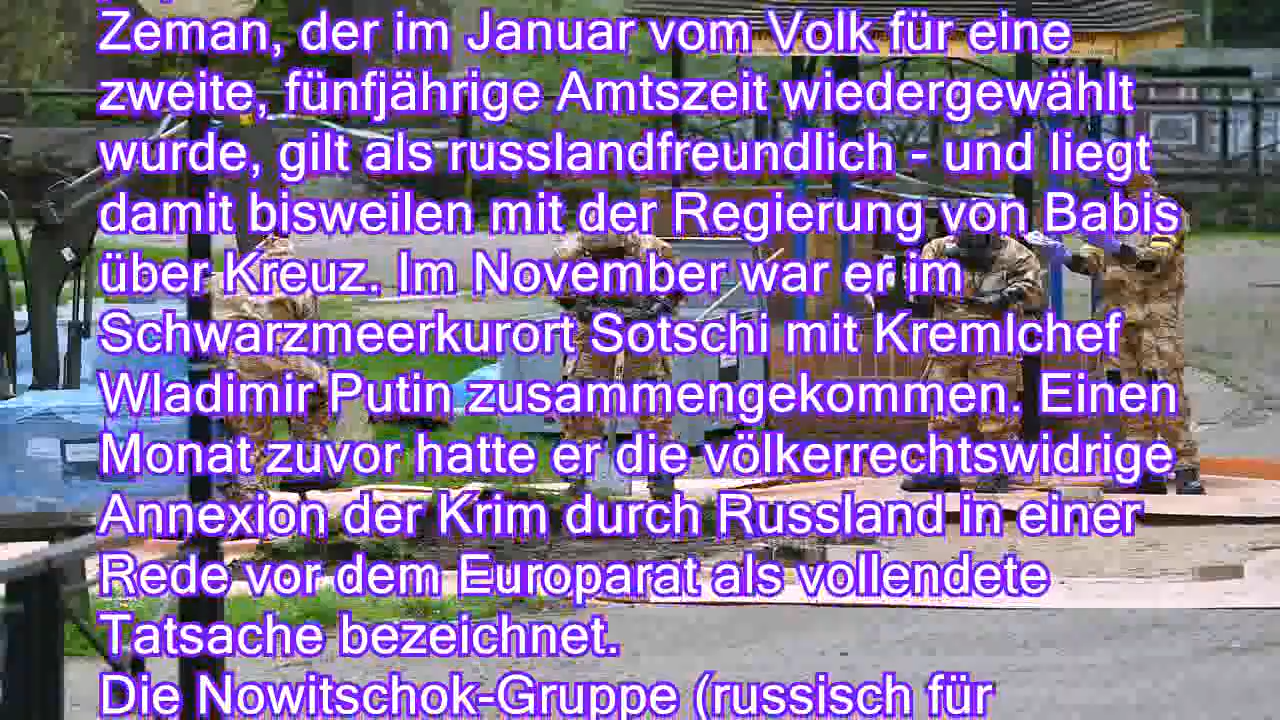 Zeman, der im Januar vom Volk für eine
zweite, fünfjährige Amtszeit wiedergewählt
wurde, gilt als russlandfreundlich - und liegt
damit bisweilen mit der Regierung von Babis
über Kreuz. Im November war er im
Schwarzmeerkurort Sotschi mit Kremlchef
Wladimir Putin zusammengekommen. Einen
Monat zuvor hatte er die völkerrechtswidrige
Annexion der Krim durch Russland in einer
Rede vor dem Europarat als vollendete
Tatsache bezeichnet.
Die Nowitschok-Gruppe (russisch für